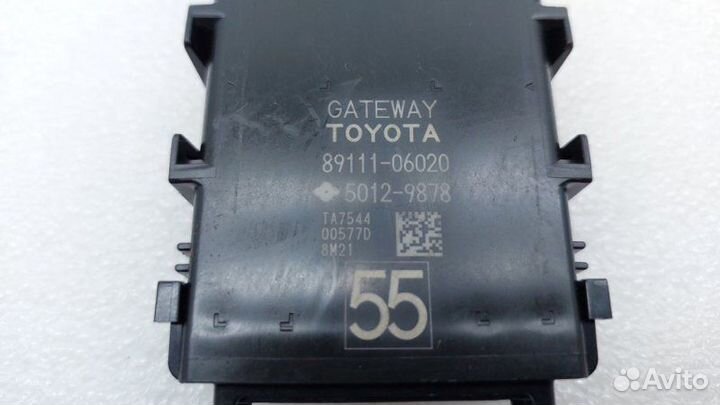 GATEWAY
TOYOTA
89111-06020
5012-9878
TA7544
00577D
8M21
55
Avito